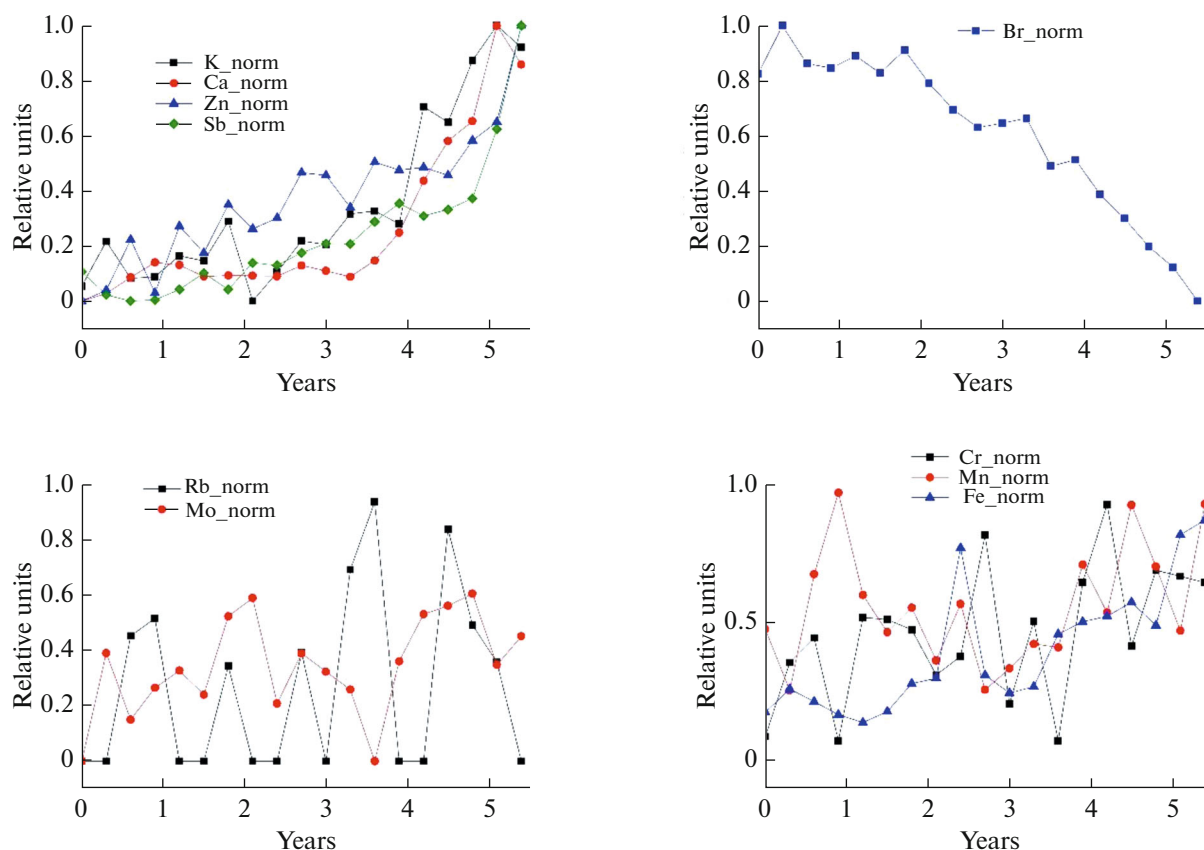 1.0
0.8
0.6
0.4
0.2
0
Relative units
K_norm
Ca_norm
Zn_norm
Sb_norm
0 1 2 3 4 5
Years
1.0
0.8
0.6
0.4
0.2
0
Relative units
Br_norm
0 1 2 3 4 5
Years
1.0
0.8
0.6
0.4
0.2
0
Relative units
Rb_norm
Mo_norm
0 1 2 3 4 5
Years
1.0
0.5
0
Relative units
Cr_norm
Mn_norm
Fe_norm
0 1 2 3 4 5
Years